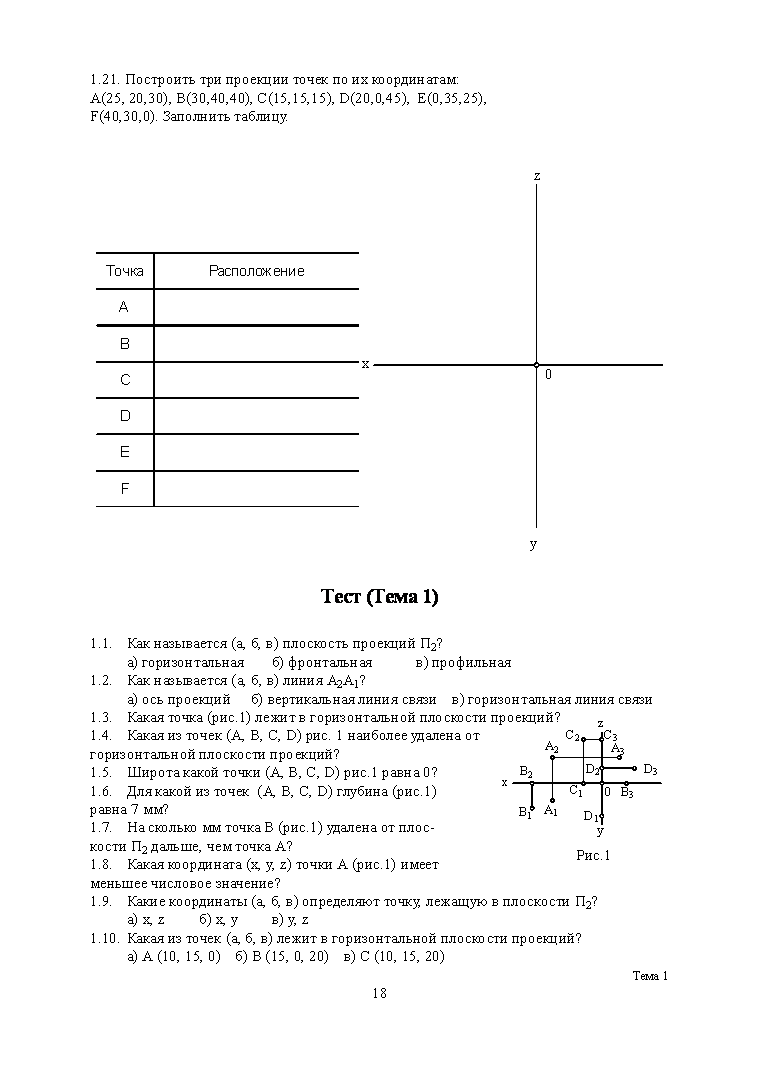 1.21. Построить три проекции точек по их координатам:
А(25, 20,30), В(30,40,40), С(15,15,15), D(20,0,45), Е(0,35,25),
F(40,30,0). Заполнить таблицу.
z
Точка Расположение
A
B
x
0
C
D
E
F
y
Тест (Тема 1)
1.1. Как называется (а, б, в) плоскость проекций П2?
а) горизонтальная б) фронтальная в) профильная
1.2. Как называется (а, б, в) линия А2А1?
а) ось проекций б) вертикальная линия связи в) горизонтальная линия связи
1.3. Какая точка (рис.1) лежит в горизонтальной плоскости проекций?
1.4. Какая из точек (А, В, С, D) рис. 1 наиболее удалена от
горизонтальной плоскости проекций?
1.5. Широта какой точки (А, В, С, D) рис.1 равна 0?
1.6. Для какой из точек (А, В, С, D) глубина (рис.1)
равна 7 мм?
1.7. На сколько мм точка В (рис.1) удалена от плос-
кости П2 дальше, чем точка А?
1.8. Какая координата (x, y, z) точки А (рис.1) имеет
меньшее числовое значение?
z
C2 C3
A2 A3
B2 D2 D3
x C1 0 B3
B1 A1 D1
y
Рис.1
1.9. Какие координаты (а, б, в) определяют точку, лежащую в плоскости П2?
а) x, z б) x, y в) y, z
1.10. Какая из точек (а, б, в) лежит в горизонтальной плоскости проекций?
а) А (10, 15, 0) б) В (15, 0, 20) в) С (10, 15, 20)
Тема 1
18